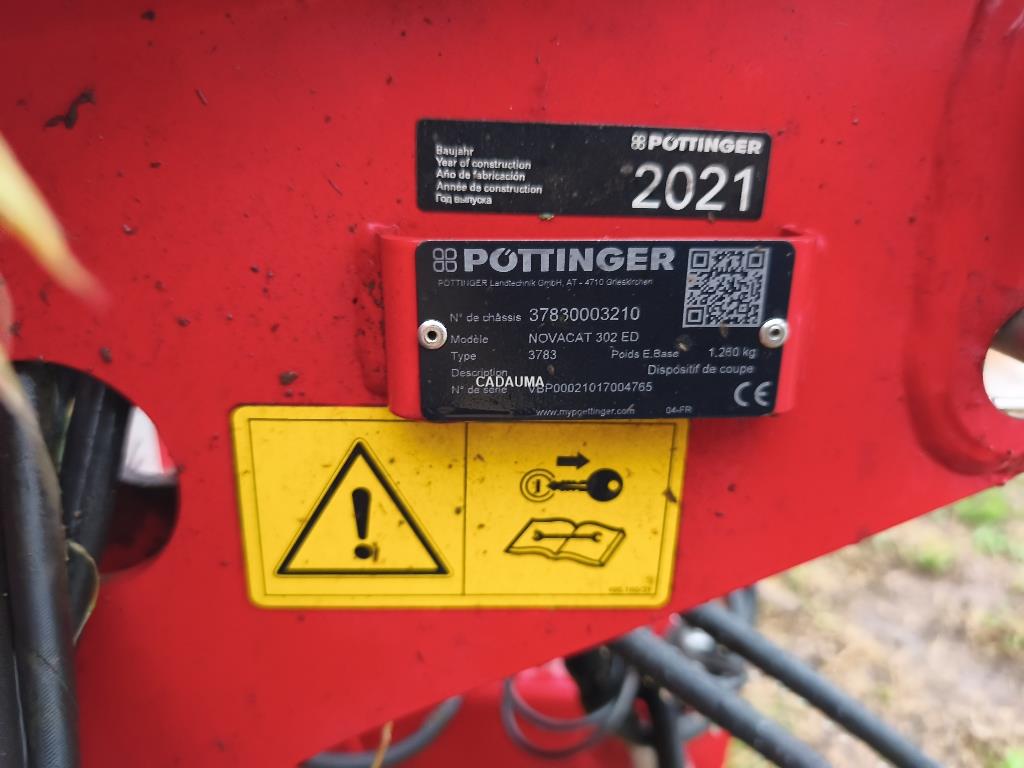 Baujahr
Year of construction
Año de fabricación
Année de construction
Год выпуска
PÖTTINGER
2021
PÖTTINGER
PÖTTINGER Landtechnik GmbH, AT - 4710 Grieskirchen
N° de châssis 37830003210
Modèle NOVACAT 302 ED
Type 3783 Poids E.Base 1,260 kg
Description Dispositif de coupe
N° de série VBP00021017004765
CE
www.mypoettinger.com 04-FR
CADAUMA